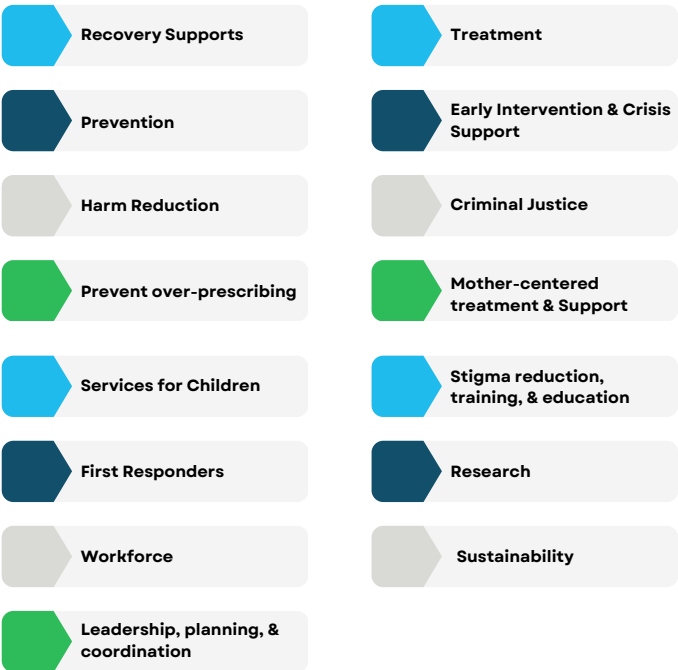 Recovery Supports
Treatment
Prevention
Early Intervention & Crisis
Support
Harm Reduction
Criminal Justice
Prevent over-prescribing
Mother-centered
treatment & Support
Services for Children
Stigma reduction,
training, & education
First Responders
Research
Workforce
Sustainability
Leadership, planning, &
coordination